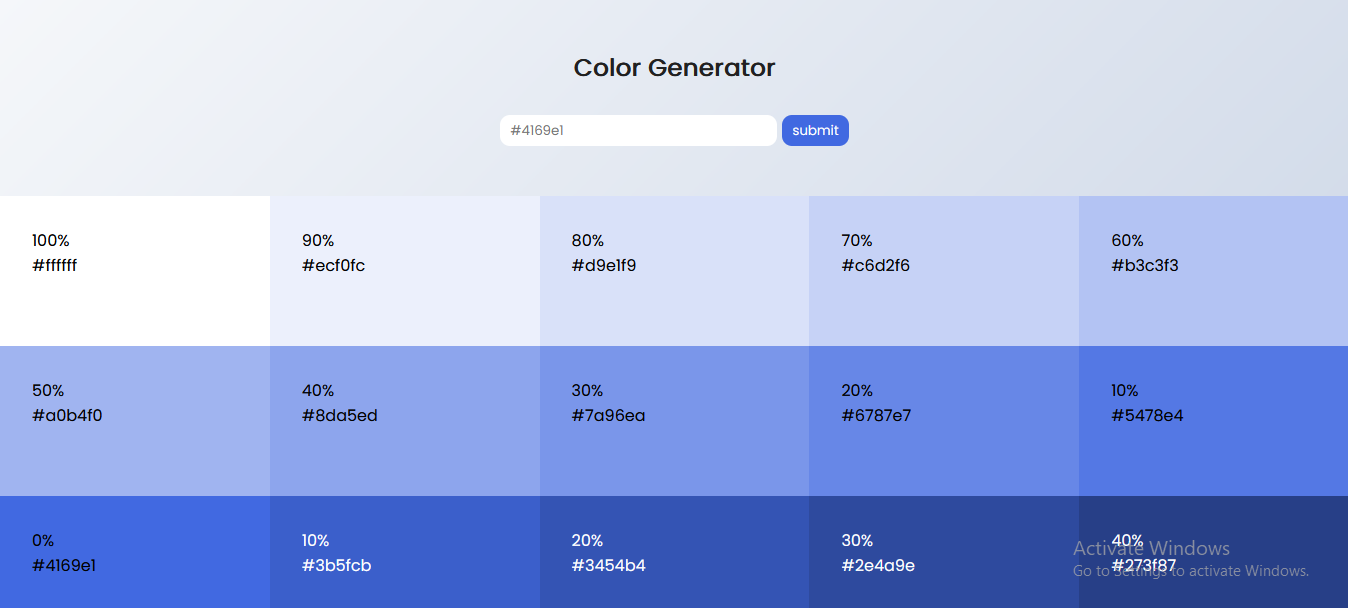 Color Generator
#4169e1
submit
100%
#ffffff
90%
#ecf0fc
80%
#d9e1f9
70%
#c6d2f6
60%
#b3c3f3
50%
#a0b4f0
40%
#8da5ed
30%
#7a96ea
20%
#6787e7
10%
#5478e4
0%
#4169e1
10%
#3b5fcb
20%
#3454b4
30%
#2e4a9e
40%
#273f87
Activate Windows
Go to Settings to activate Windows.